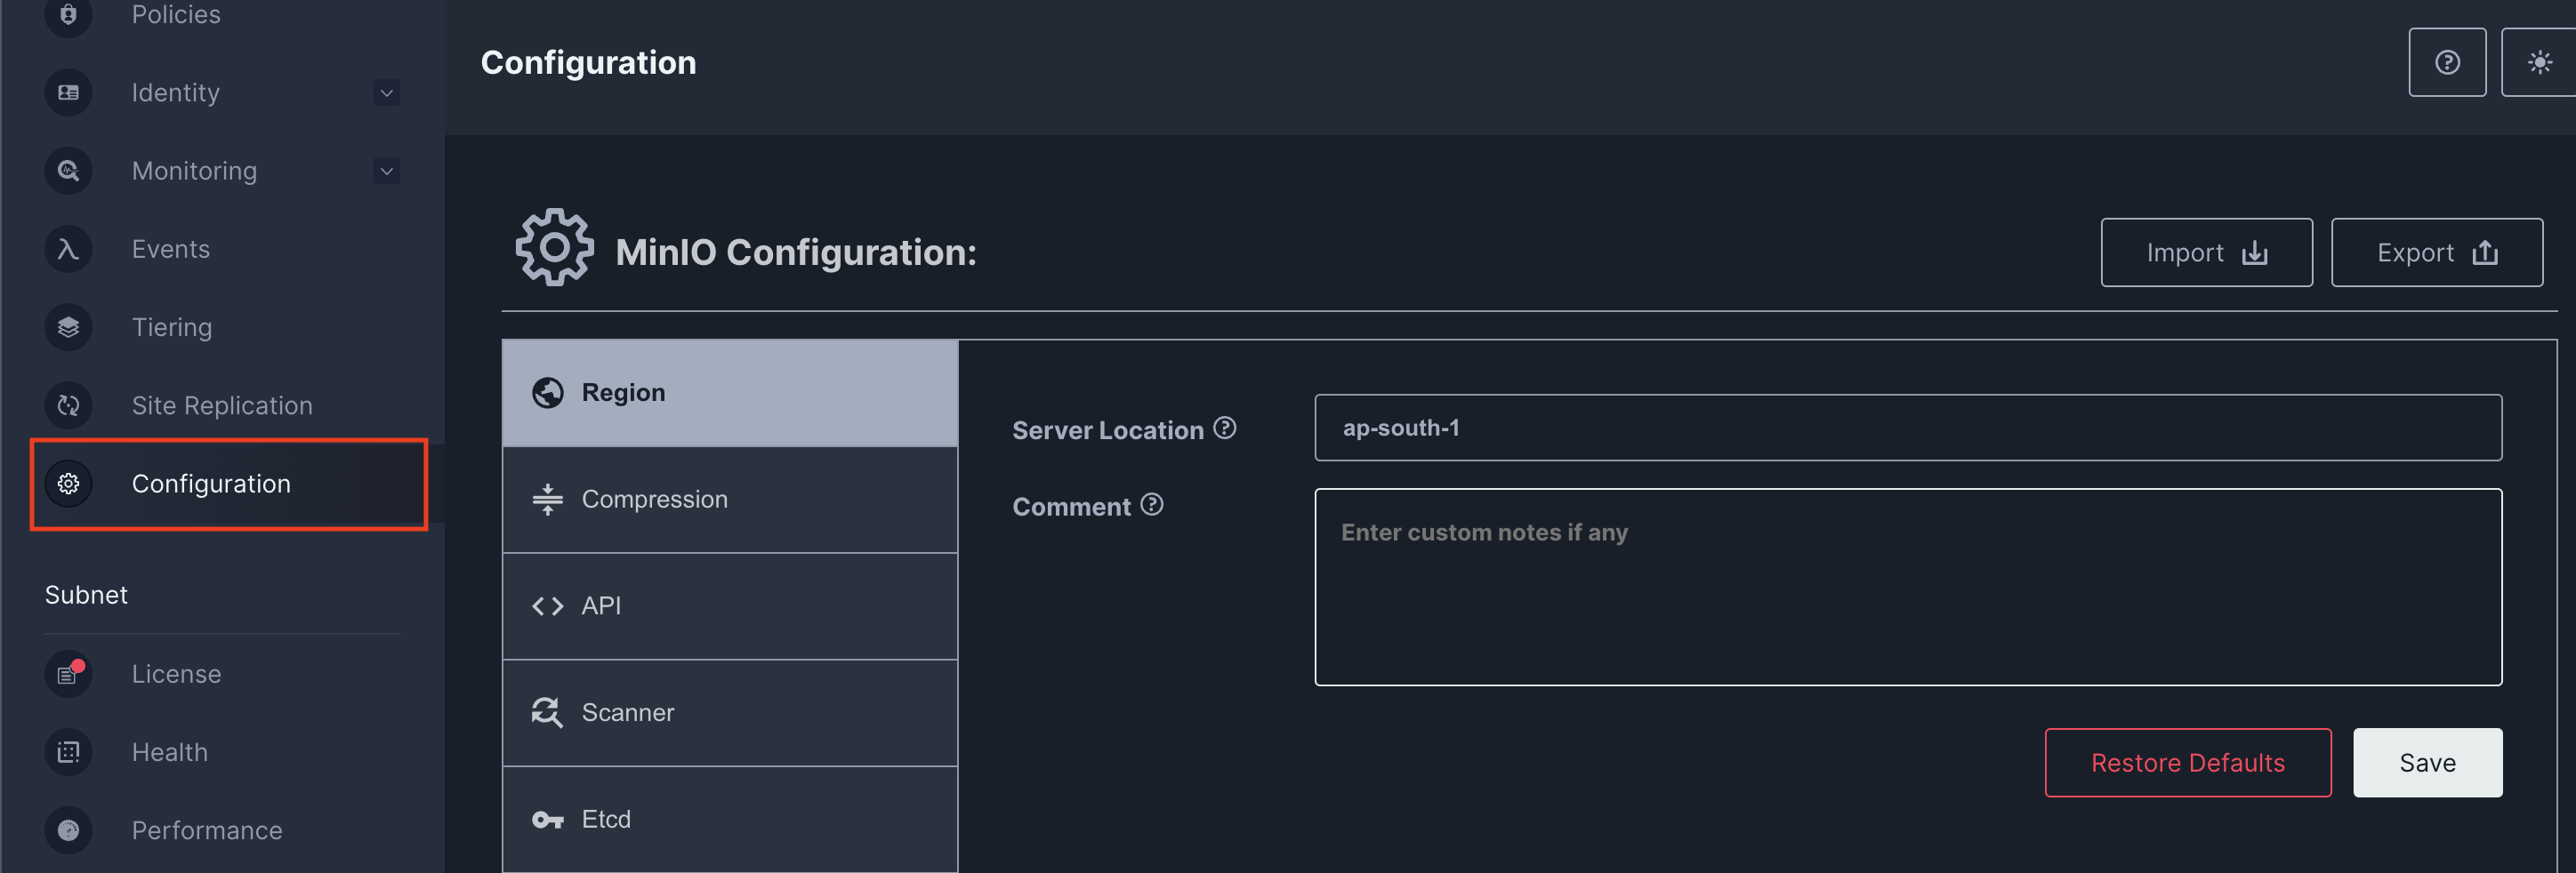 Policies
Identity
Monitoring
Events
Tiering
Site Replication
Configuration
Subnet
License
Health
Performance
Configuration
MinIO Configuration:
Import
Export
Region
Compression
API
Scanner
Etcd
Server Location
ap-south-1
Comment
Enter custom notes if any
Restore Defaults
Save